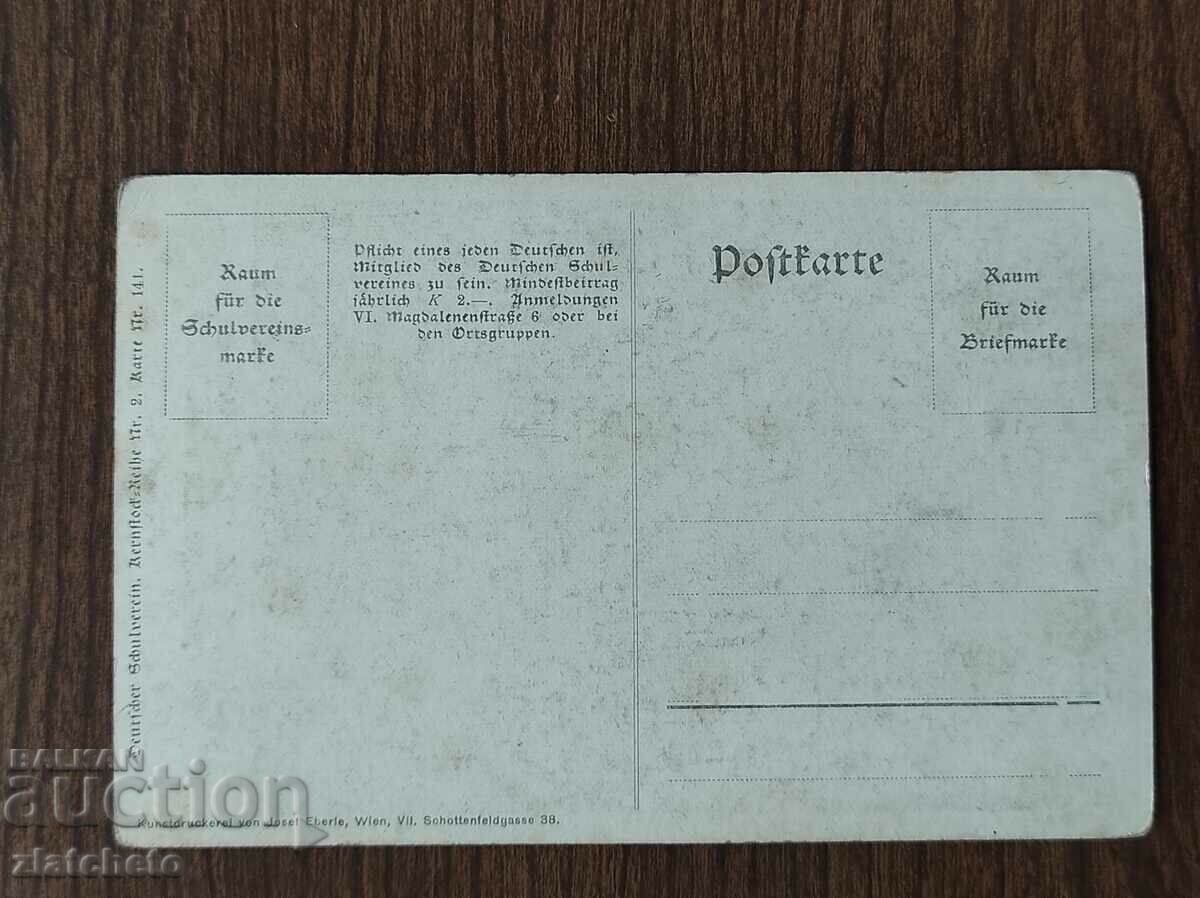 Raum
für die
Schulvereins=
marke
Pflicht eines jeden Deutschen ist,
Mitglied des Deutschen Schul=
vereines zu sein. Mindestbeitrag
jährlich K 2.—. Anmeldungen
VI. Magdalenenstraße 6 oder bei
den Ortsgruppen.
Postkarte
Raum
für die
Briefmarke
Deutscher Schulverein. Kernstock=Reihe Nr. 2. Karte Nr. 141.
Kunstdruckerei von Josef Eberle, Wien, VII. Schottenfeldgasse 38.
BALKAN
auction
zlatcheto